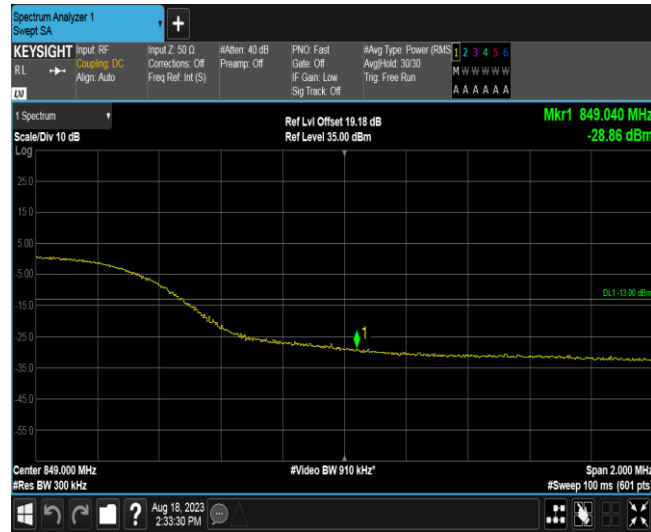 Spectrum Analyzer 1
Swept SA
KEYSIGHT
RL
LXI
Input: RF
Coupling: DC
Align: Auto
Input Z: 50 Ω
Corrections: Off
Freq Ref: Int (S)
#Atten: 40 dB
Preamp: Off
PNO: Fast
Gate: Off
IF Gain: Low
Sig Track: Off
#Avg Type: Power (RMS
Avg|Hold: 30/30
Trig: Free Run
1 2 3 4 5 6
M W W W W W
A A A A A A
1 Spectrum
Scale/Div 10 dB
Ref Lvl Offset 19.18 dB
Ref Level 35.00 dBm
Mkr1 849.040 MHz
-28.86 dBm
Log
25.0
15.0
5.00
-5.00
DL1 -13.00 dBm
-15.0
-25.0
1
-35.0
-45.0
-55.0
Center 849.000 MHz
#Video BW 910 kHz*
Span 2.000 MHz
#Res BW 300 kHz
#Sweep 100 ms (601 pts)
?
Aug 18, 2023
2:33:30 PM